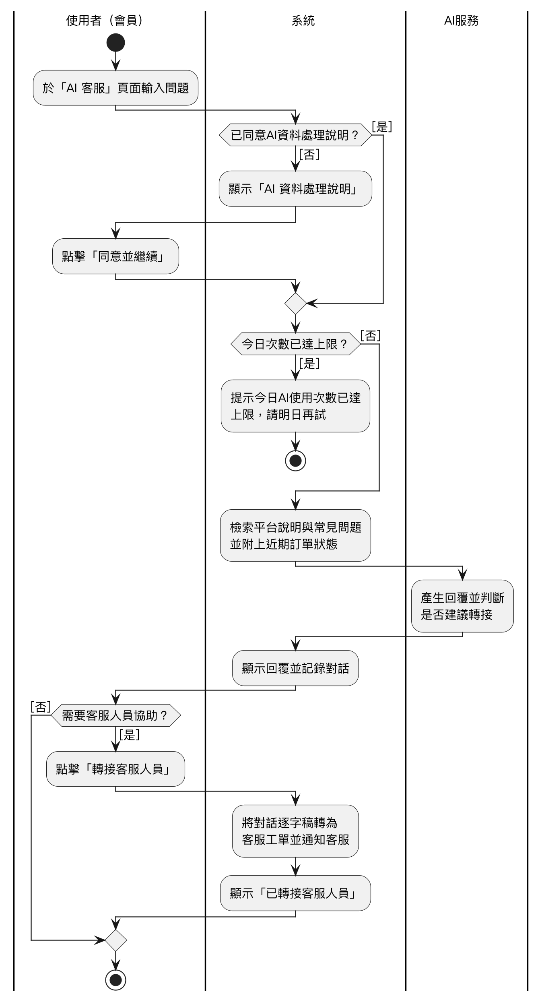 使用者（會員）
系統
AI服務
於「AI 客服」頁面輸入問題
已同意AI資料處理說明？
[是]
[否]
顯示「AI 資料處理說明」
點擊「同意並繼續」
今日次數已達上限？
[否]
[是]
提示今日AI使用次數已達
上限，請明日再試
檢索平台說明與常見問題
並附上近期訂單狀態
產生回覆並判斷
是否建議轉接
顯示回覆並記錄對話
[否]
需要客服人員協助？
[是]
點擊「轉接客服人員」
將對話逐字稿轉為
客服工單並通知客服
顯示「已轉接客服人員」